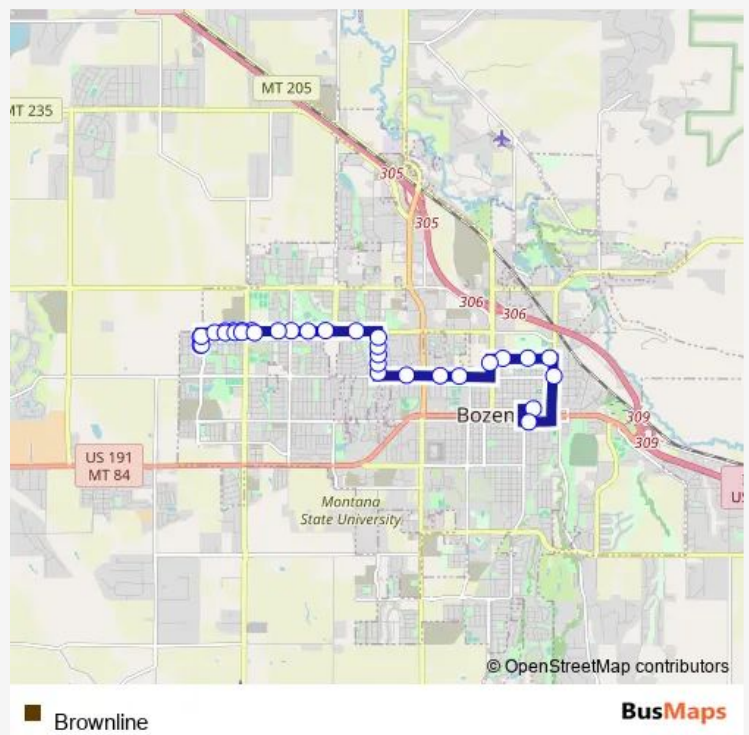 MT 205
MT 235
305
305
306
306
Bozen
309
309
US 191
MT 84
U
Montana
State University
© OpenStreetMap contributors
Brownline
BusMaps